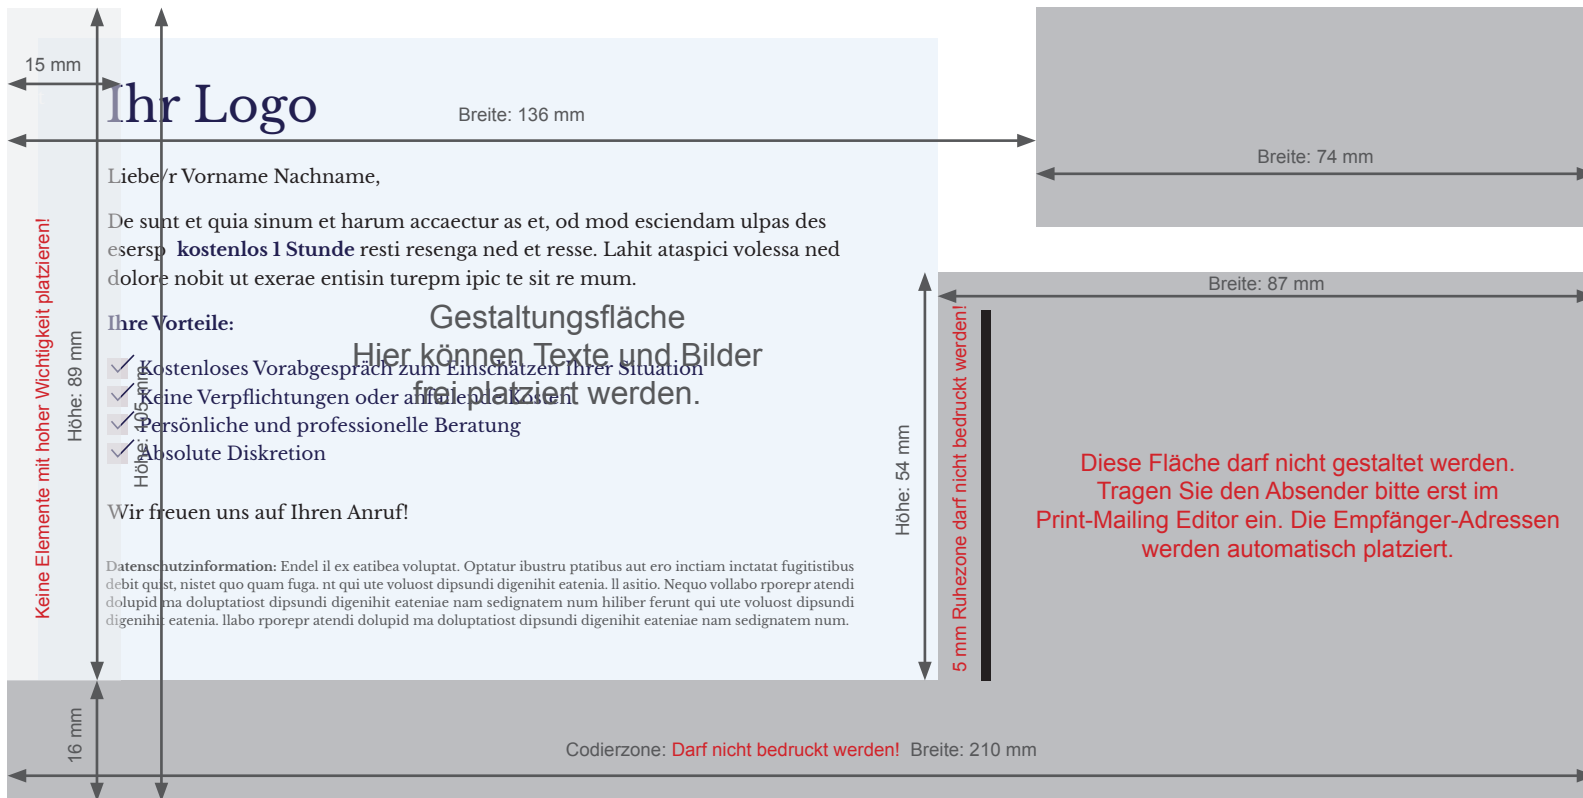 15 mm
Ihr Logo
Breite: 136 mm
Breite: 74 mm
Liebe/r Vorname Nachname,
De sunt et quia sinum et harum accaectur as et, od mod esciendam ulpas des
esersp kostenlos 1 Stunde resti resenga ned et resse. Lahit ataspici volessa ned
dolore nobit ut exerae entisin turepm ipic te sit re mum.
Ihre Vorteile:
Kostenloses Vorabgespräch zum Einschätzen Ihrer Situation
Keine Verpflichtungen oder anfallende Kosten
Persönliche und professionelle Beratung
Absolute Diskretion
Gestaltungsfläche
Hier können Texte und Bilder
frei platziert werden.
Wir freuen uns auf Ihren Anruf!
Datenschutzinformation: Endel il ex eatibea voluptat. Optatur ibustru ptatibus aut ero inctiam inctatat fugitistibus
debit quist, nistet quo quam fuga. nt qui ute voluost dipsundi digenihit eatenia. ll asitio. Nequo vollabo rporepr atendi
dolupid ma doluptatiost dipsundi digenihit eateniae nam sedignatem num hiliber ferunt qui ute voluost dipsundi
digenihit eatenia. llabo rporepr atendi dolupid ma doluptatiost dipsundi digenihit eateniae nam sedignatem num.
Keine Elemente mit hoher Wichtigkeit platzieren!
Höhe: 89 mm
Höhe: 105 mm
Höhe: 54 mm
Breite: 87 mm
5 mm Ruhezone darf nicht bedruckt werden!
Diese Fläche darf nicht gestaltet werden.
Tragen Sie den Absender bitte erst im
Print-Mailing Editor ein. Die Empfänger-Adressen
werden automatisch platziert.
16 mm
Codierzone: Darf nicht bedruckt werden! Breite: 210 mm